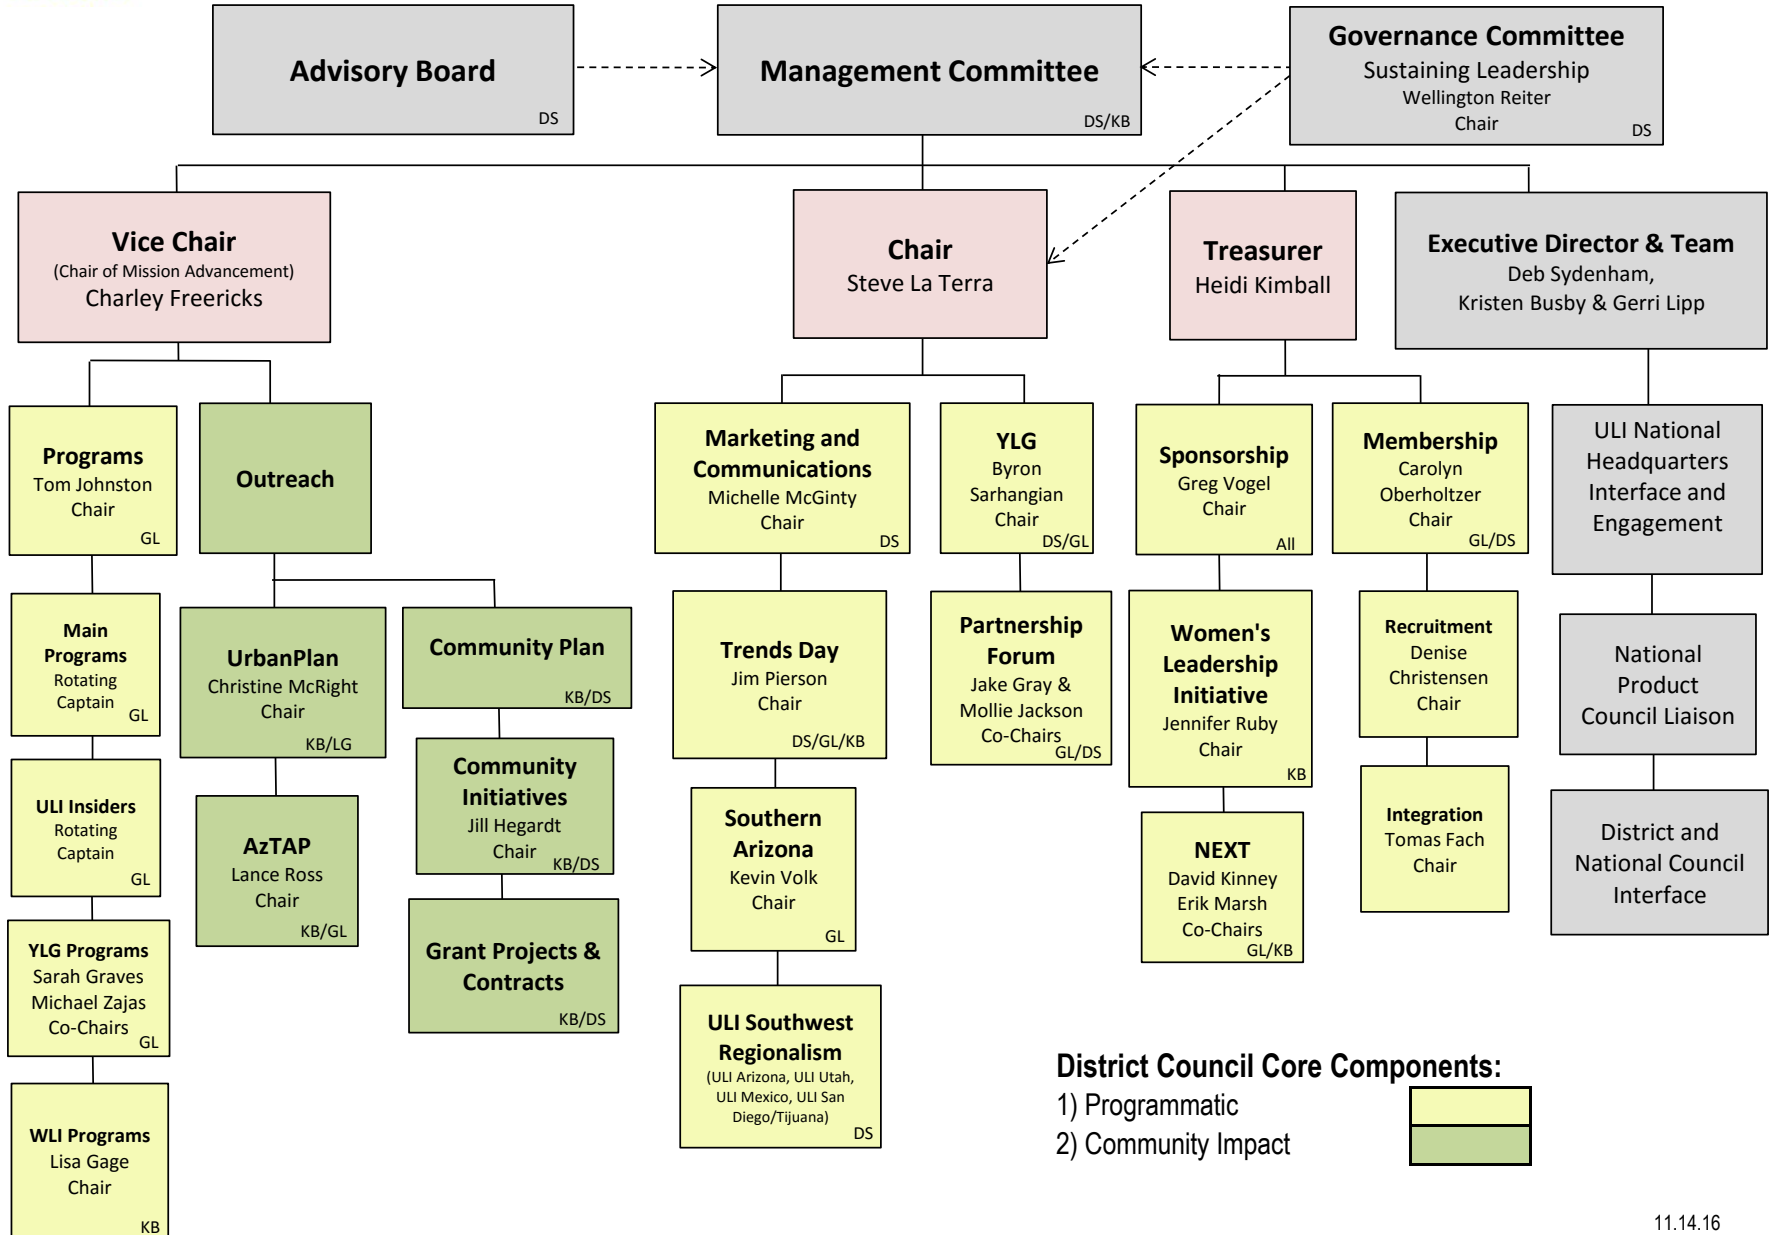 Advisory Board
DS
Management Committee
DS/KB
Governance Committee
Sustaining Leadership
Wellington Reiter
Chair
DS
Vice Chair
(Chair of Mission Advancement)
Charley Freericks
Chair
Steve La Terra
Treasurer
Heidi Kimball
Executive Director & Team
Deb Sydenham,
Kristen Busby & Gerri Lipp
Programs
Tom Johnston
Chair
GL
Outreach
Marketing and
Communications
Michelle McGinty
Chair
DS
YLG
Byron
Sarhangian
Chair
DS/GL
Sponsorship
Greg Vogel
Chair
All
Membership
Carolyn
Oberholtzer
Chair
GL/DS
ULI National
Headquarters
Interface and
Engagement
Main
Programs
Rotating
Captain
GL
UrbanPlan
Christine McRight
Chair
KB/LG
Community Plan
KB/DS
Trends Day
Jim Pierson
Chair
DS/GL/KB
Partnership
Forum
Jake Gray &
Mollie Jackson
Co-Chairs
GL/DS
Women's
Leadership
Initiative
Jennifer Ruby
Chair
KB
Recruitment
Denise
Christensen
Chair
National
Product
Council Liaison
ULI Insiders
Rotating
Captain
GL
AzTAP
Lance Ross
Chair
KB/GL
Community
Initiatives
Jill Hegardt
Chair
KB/DS
Southern
Arizona
Kevin Volk
Chair
GL
NEXT
David Kinney
Erik Marsh
Co-Chairs
GL/KB
Integration
Tomas Fach
Chair
District and
National Council
Interface
YLG Programs
Sarah Graves
Michael Zajas
Co-Chairs
GL
Grant Projects &
Contracts
KB/DS
ULI Southwest
Regionalism
(ULI Arizona, ULI Utah,
ULI Mexico, ULI San
Diego/Tijuana)
DS
WLI Programs
Lisa Gage
Chair
KB
District Council Core Components:
1) Programmatic
2) Community Impact
11.14.16